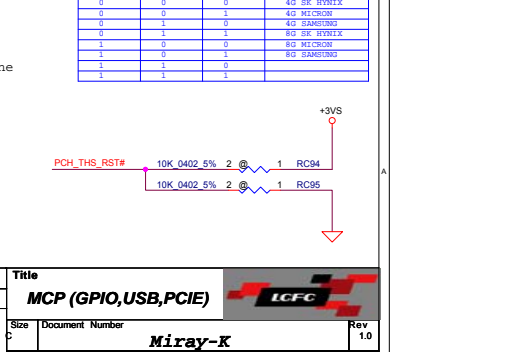 0 0 0 4G SK HYNIX
0 0 1 4G MICRON
0 1 0 4G SAMSUNG
0 1 1 8G SK HYNIX
1 0 0 8G MICRON
1 0 1 8G SAMSUNG
1 1 0
1 1 1
ne
+3VS
PCH_THS_RST#
10K_0402_5% 2 @ 1 RC94
10K_0402_5% 2 @ 1 RC95
A
Title
MCP (GPIO,USB,PCIE)
LCFC
Size Document Number Rev
C Miray-K 1.0